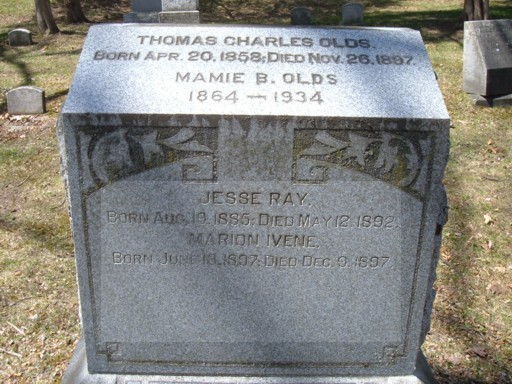 THOMAS CHARLES OLDS.
BORN APR. 20, 1858; DIED NOV. 26, 1897.
MAMIE B. OLDS
1864 — 1934
JESSE RAY,
BORN AUG. 19, 1885; DIED MAY 12, 1892.
MARION IVENE,
BORN JUNE 18, 1897; DIED DEC. 9, 1897.